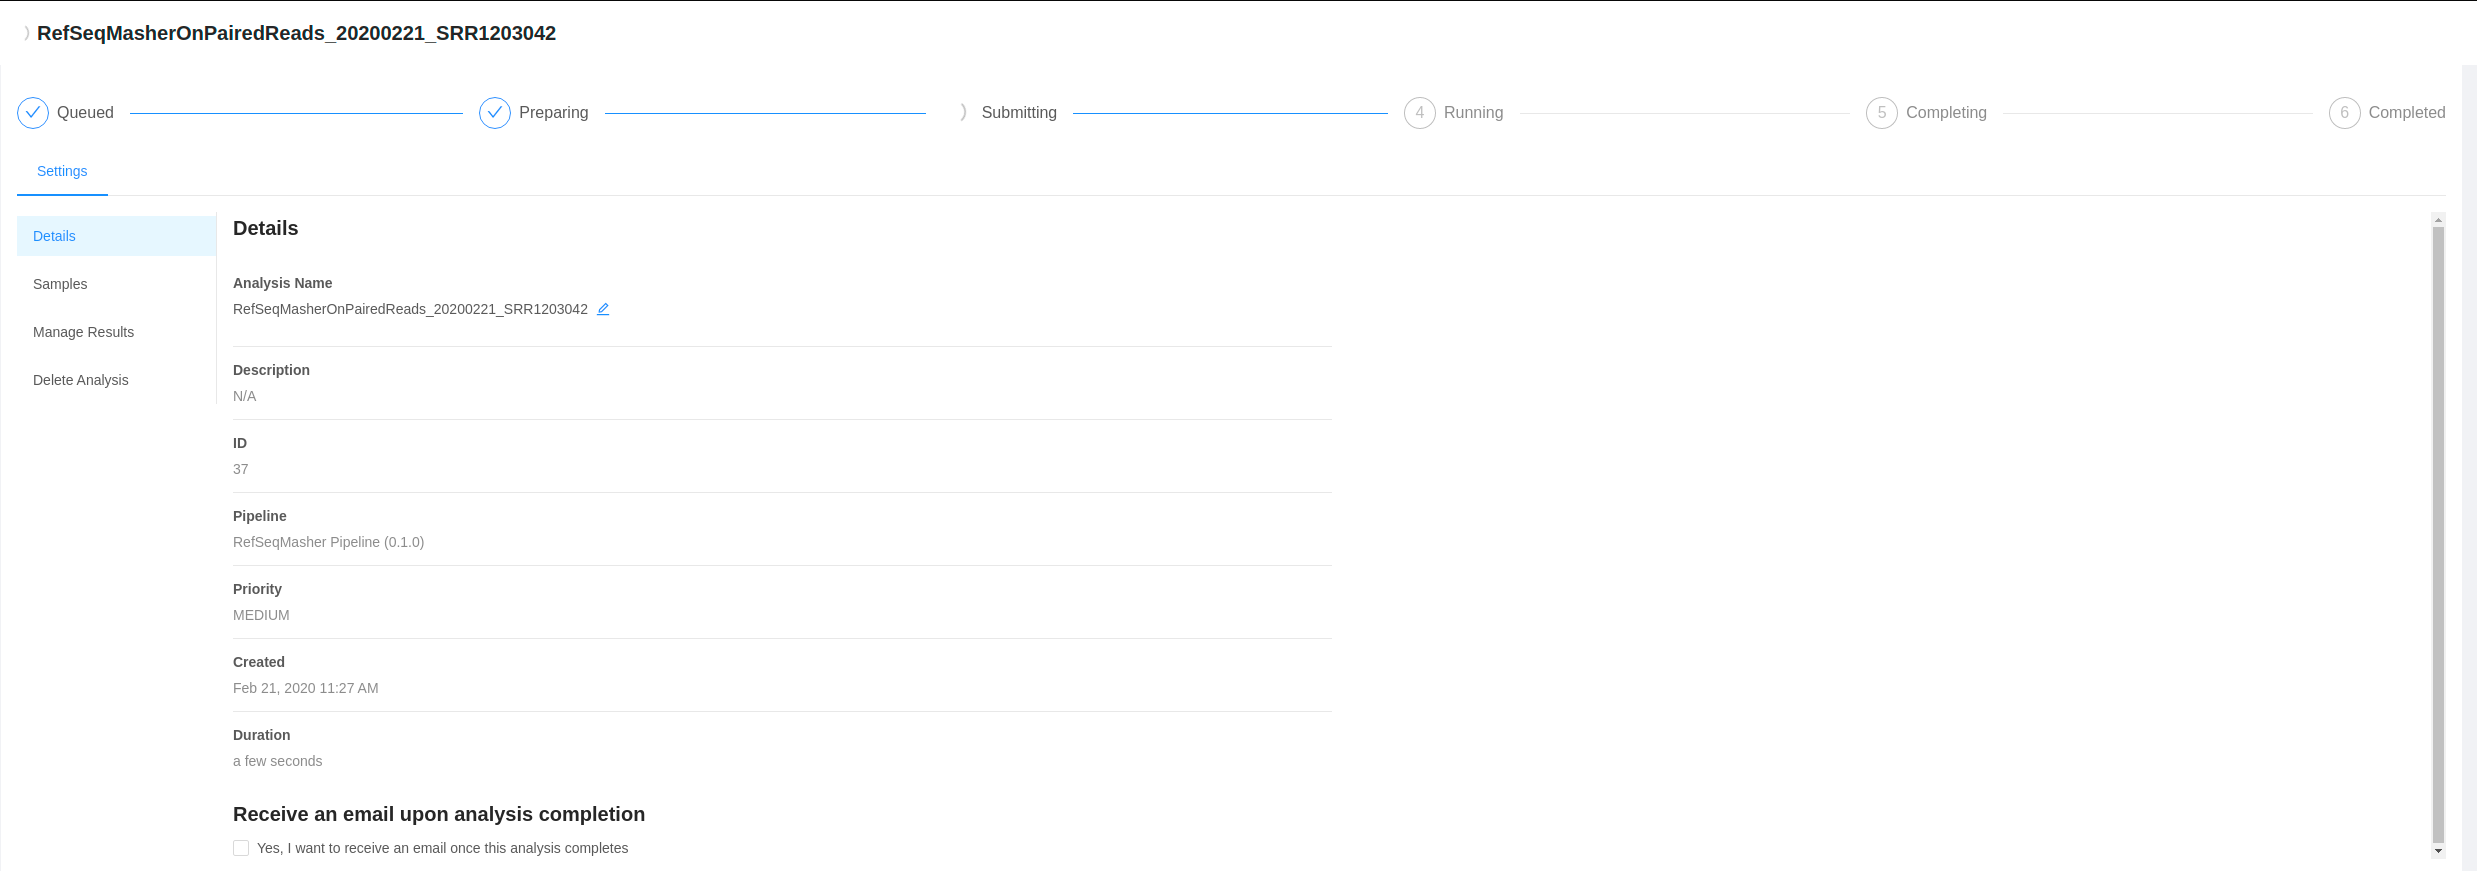 RefSeqMasherOnPairedReads_20200221_SRR1203042
Queued
Preparing
Submitting
4 Running
5 Completing
6 Completed
Settings
Details
Samples
Manage Results
Delete Analysis
Details
Analysis Name
RefSeqMasherOnPairedReads_20200221_SRR1203042
Description
N/A
ID
37
Pipeline
RefSeqMasher Pipeline (0.1.0)
Priority
MEDIUM
Created
Feb 21, 2020 11:27 AM
Duration
a few seconds
Receive an email upon analysis completion
Yes, I want to receive an email once this analysis completes